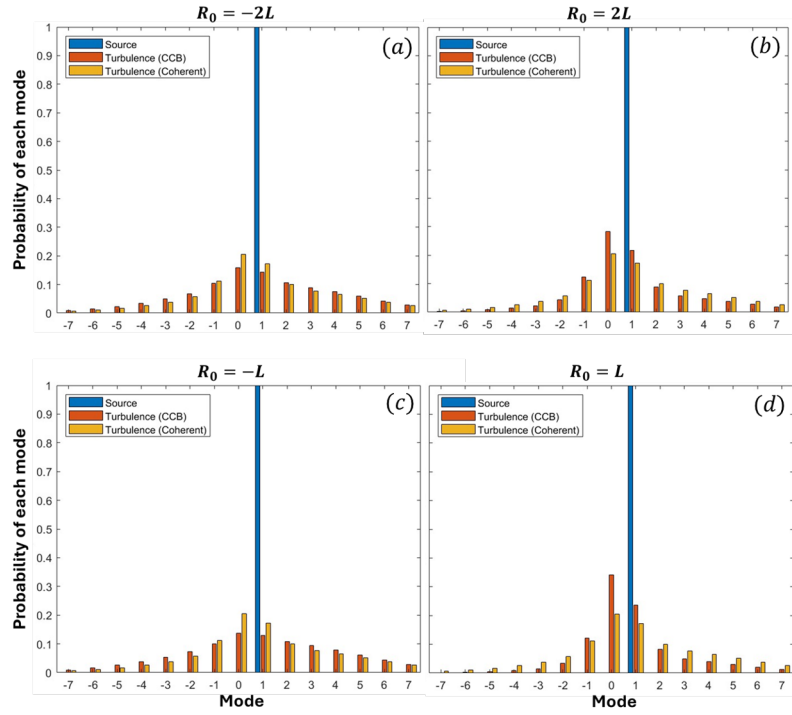 R₀ = −2L
(a)
Source
Turbulence (CCB)
Turbulence (Coherent)
1
0.9
0.8
0.7
0.6
0.5
0.4
0.3
0.2
0.1
0
Probability of each mode
-7 -6 -5 -4 -3 -2 -1 0 1 2 3 4 5 6 7
R₀ = 2L
(b)
Source
Turbulence (CCB)
Turbulence (Coherent)
1
0.9
0.8
0.7
0.6
0.5
0.4
0.3
0.2
0.1
0
-7 -6 -5 -4 -3 -2 -1 0 1 2 3 4 5 6 7
R₀ = −L
(c)
Source
Turbulence (CCB)
Turbulence (Coherent)
1
0.9
0.8
0.7
0.6
0.5
0.4
0.3
0.2
0.1
0
Probability of each mode
-7 -6 -5 -4 -3 -2 -1 0 1 2 3 4 5 6 7
Mode
R₀ = L
(d)
Source
Turbulence (CCB)
Turbulence (Coherent)
1
0.9
0.8
0.7
0.6
0.5
0.4
0.3
0.2
0.1
0
-7 -6 -5 -4 -3 -2 -1 0 1 2 3 4 5 6 7
Mode